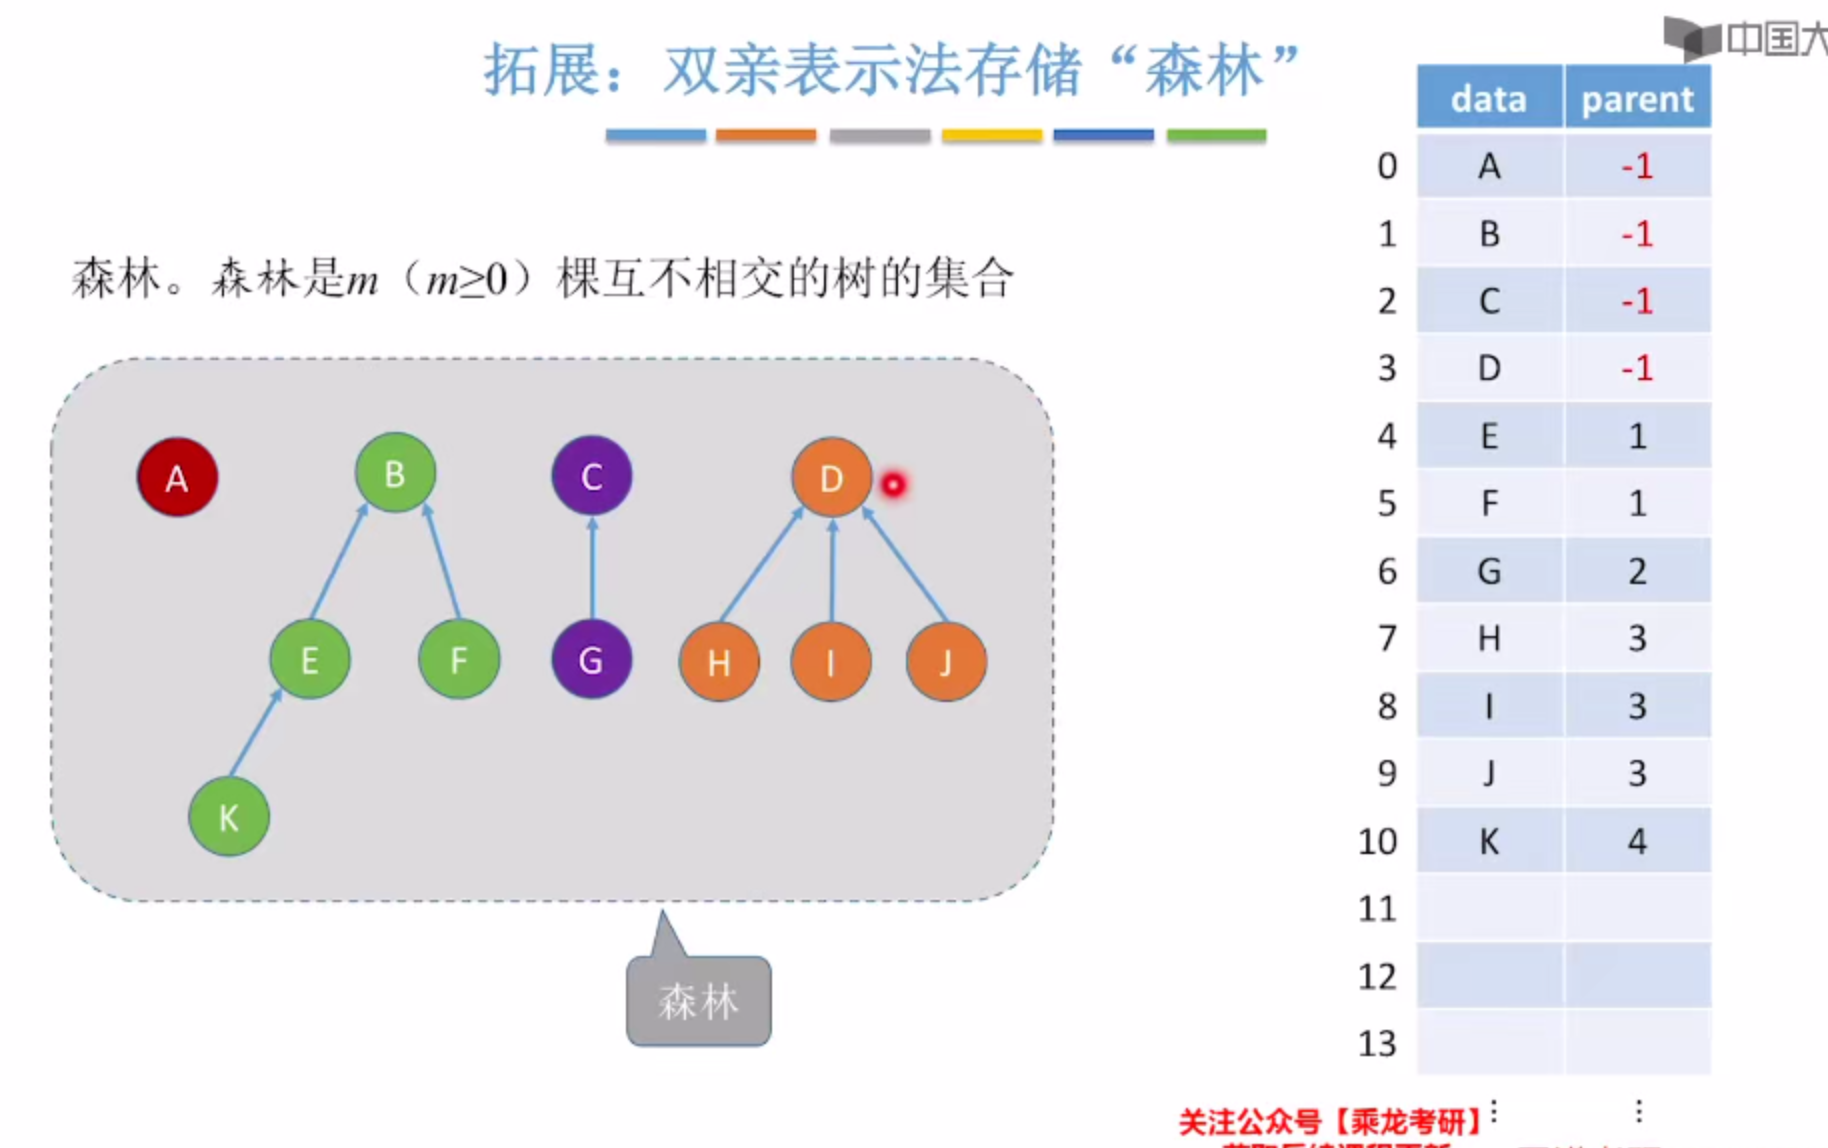 拓展：双亲表示法存储“森林”
中国大
森林。森林是m（m≥0）棵互不相交的树的集合
data parent
0 A -1
1 B -1
2 C -1
3 D -1
4 E 1
5 F 1
6 G 2
7 H 3
8 I 3
9 J 3
10 K 4
11
12
13
A B C D
E F G H I J
K
森林
关注公众号【乘龙考研】